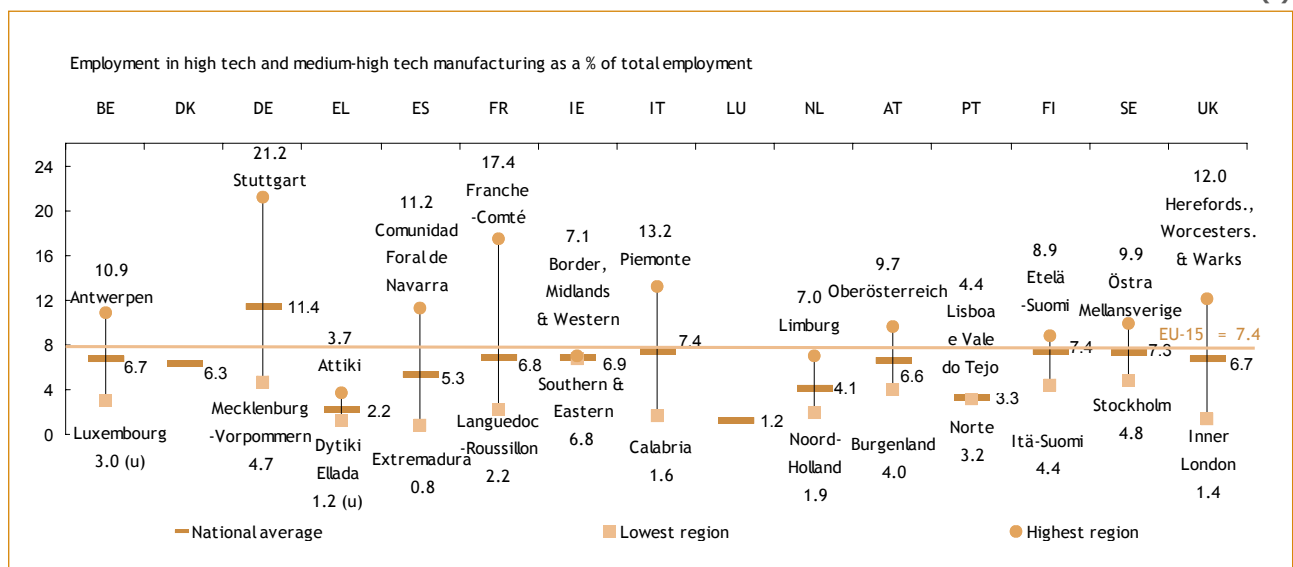 Employment in high tech and medium-high tech manufacturing as a % of total employment
BE DK DE EL ES FR IE IT LU NL AT PT FI SE UK
24
20
16
12
8
4
0
10.9
Antwerpen
6.7
Luxembourg
3.0 (u)
6.3
21.2
Stuttgart
11.4
Mecklenburg
-Vorpommern
4.7
3.7
Attiki
2.2
Dytiki
Ellada
1.2 (u)
11.2
Comunidad
Foral de
Navarra
5.3
Extremadura
0.8
17.4
Franche
-Comté
6.8
Languedoc
-Roussillon
2.2
7.1
Border,
Midlands
& Western
6.9
Southern &
Eastern
6.8
13.2
Piemonte
7.4
Calabria
1.6
1.2
7.0
Limburg
4.1
Noord-
Holland
1.9
9.7
Oberösterreich
6.6
Burgenland
4.0
4.4
Lisboa
e Vale
do Tejo
3.3
Norte
3.2
8.9
Etelä
-Suomi
7.4
Itä-Suomi
4.4
9.9
Östra
Mellansverige
7.3
Stockholm
4.8
12.0
Herefords.,
Worcesters.
& Warks
EU-15 = 7.4
6.7
Inner
London
1.4
National average
Lowest region
Highest region